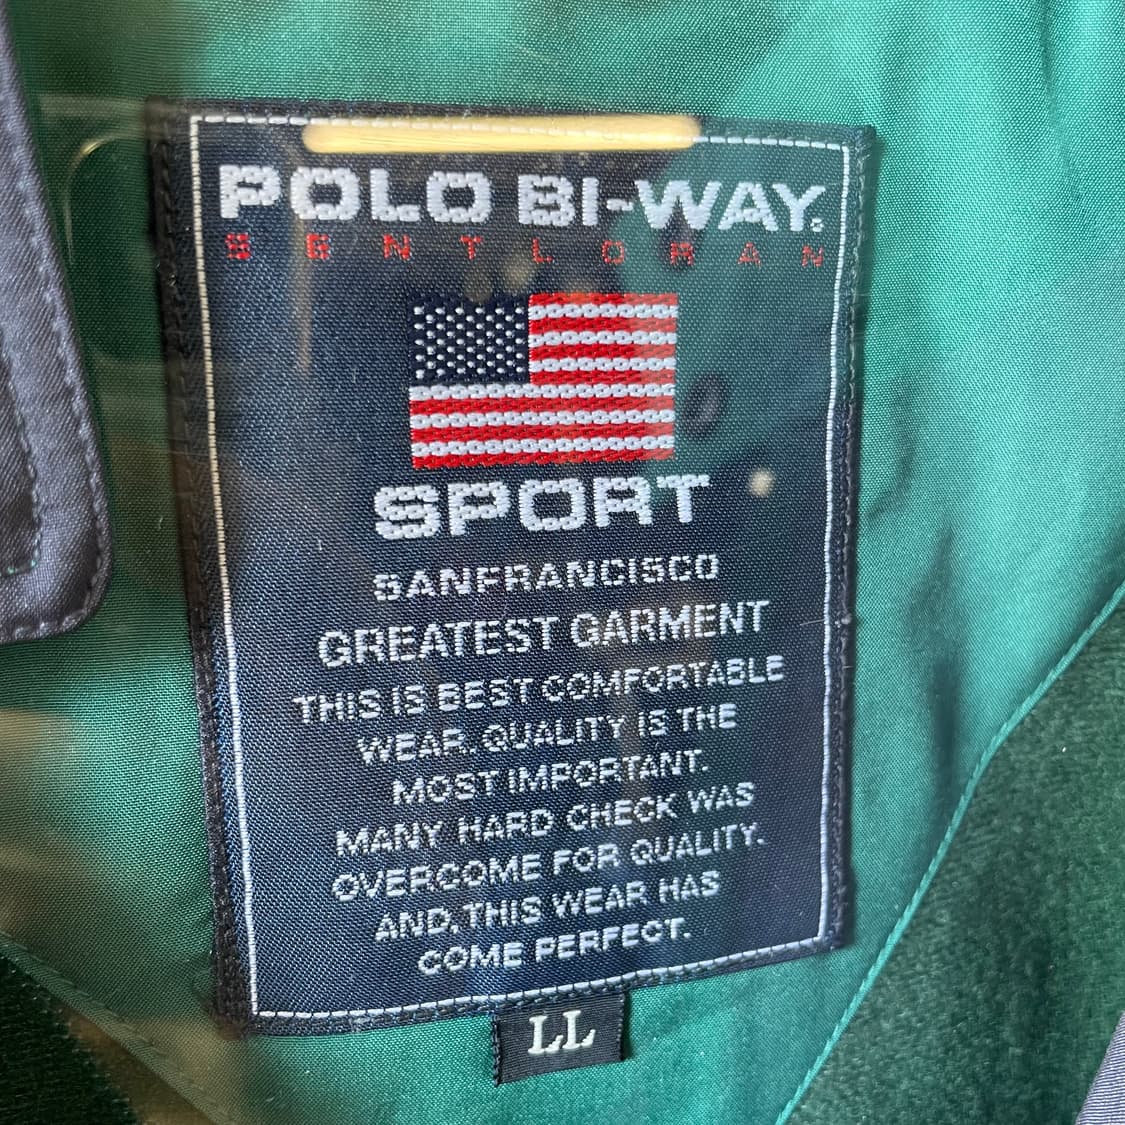 POLO BI-WAY.
SENTLORAN
SPORT
SANFRANCISCO
GREATEST GARMENT
THIS IS BEST COMFORTABLE
WEAR. QUALITY IS THE
MOST IMPORTANT.
MANY HARD CHECK WAS
OVERCOME FOR QUALITY.
AND, THIS WEAR HAS
COME PERFECT.
LL